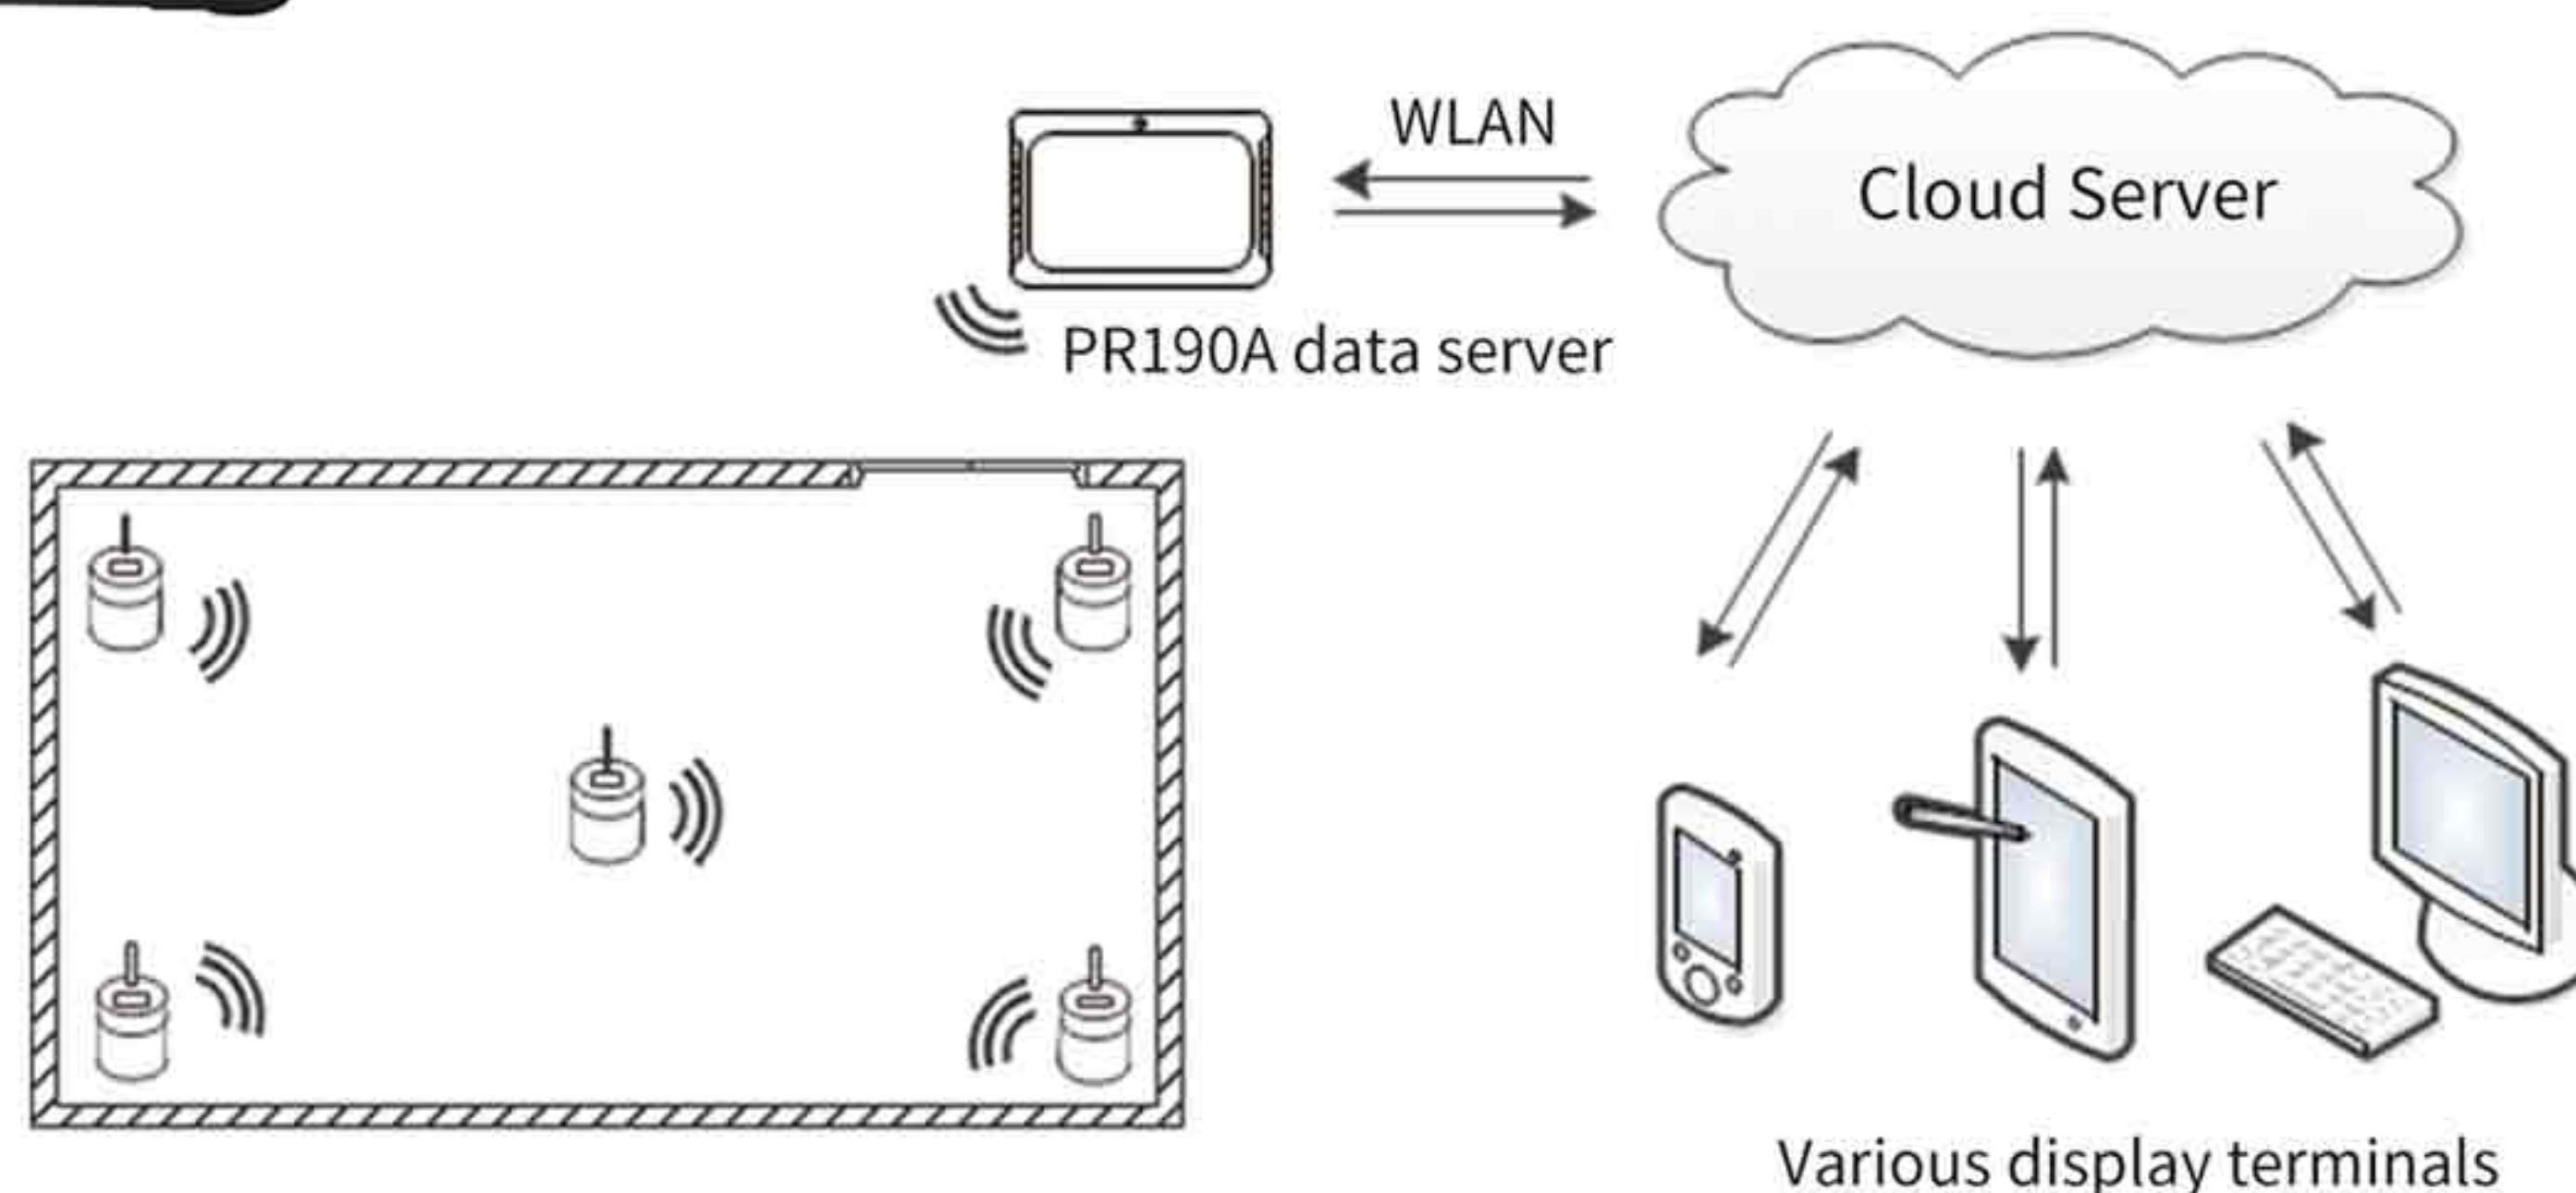 WLAN
Cloud Server
PR190A data server
Various display terminals